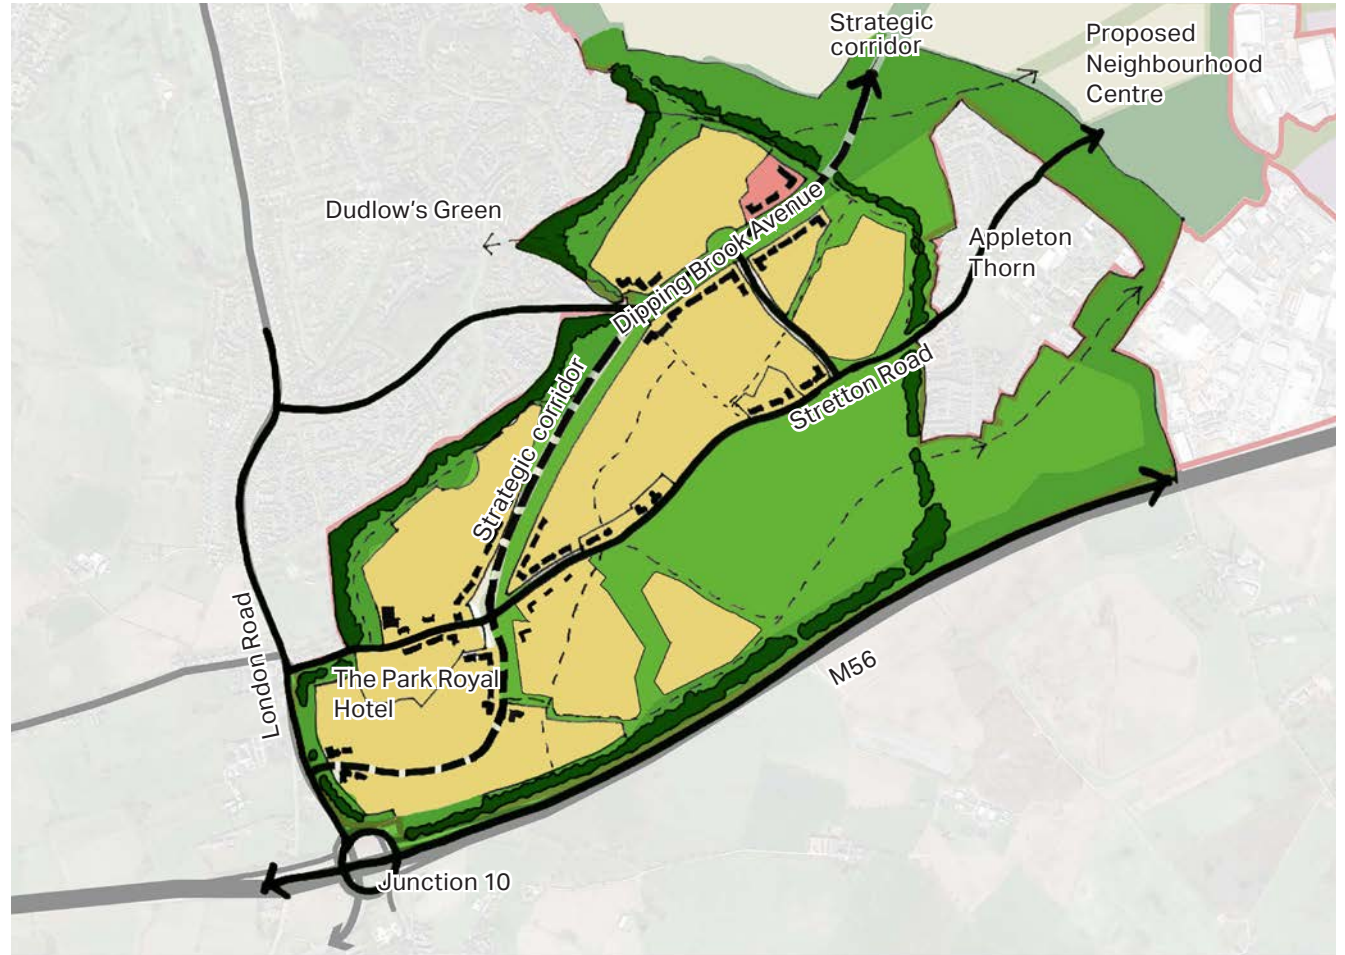 Strategic
corridor
Proposed
Neighbourhood
Centre
Dudlow's Green
Dipping Brook Avenue
Appleton
Thorn
Strategic corridor
Stretton Road
London Road
The Park Royal
Hotel
M56
Junction 10